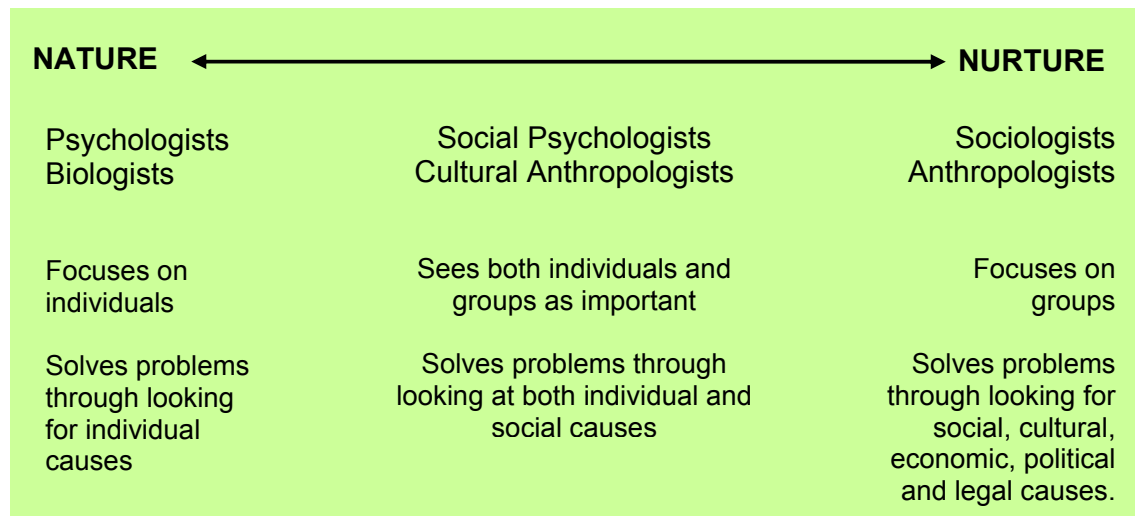 NATURE
NURTURE
Psychologists
Biologists
Social Psychologists
Cultural Anthropologists
Sociologists
Anthropologists
Focuses on
individuals
Sees both individuals and
groups as important
Focuses on
groups
Solves problems
through looking
for individual
causes
Solves problems through
looking at both individual and
social causes
Solves problems
through looking for
social, cultural,
economic, political
and legal causes.